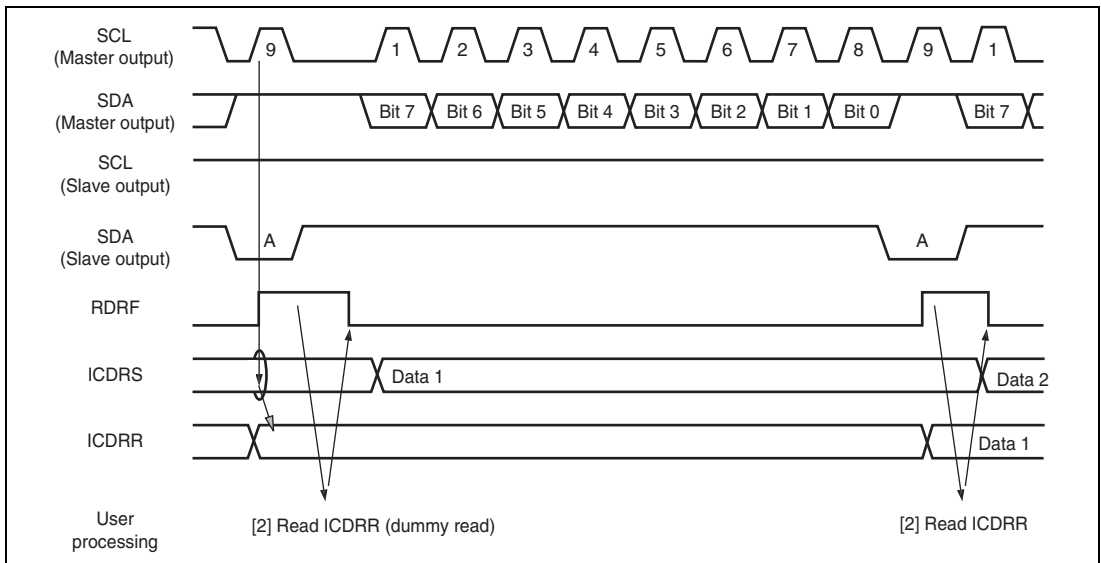 SCL
(Master output)
9 1 2 3 4 5 6 7 8 9 1
SDA
(Master output)
Bit 7 Bit 6 Bit 5 Bit 4 Bit 3 Bit 2 Bit 1 Bit 0 Bit 7
SCL
(Slave output)
SDA
(Slave output)
A A
RDRF
ICDRS
Data 1 Data 2
ICDRR
Data 1
User
processing
[2] Read ICDRR (dummy read) [2] Read ICDRR